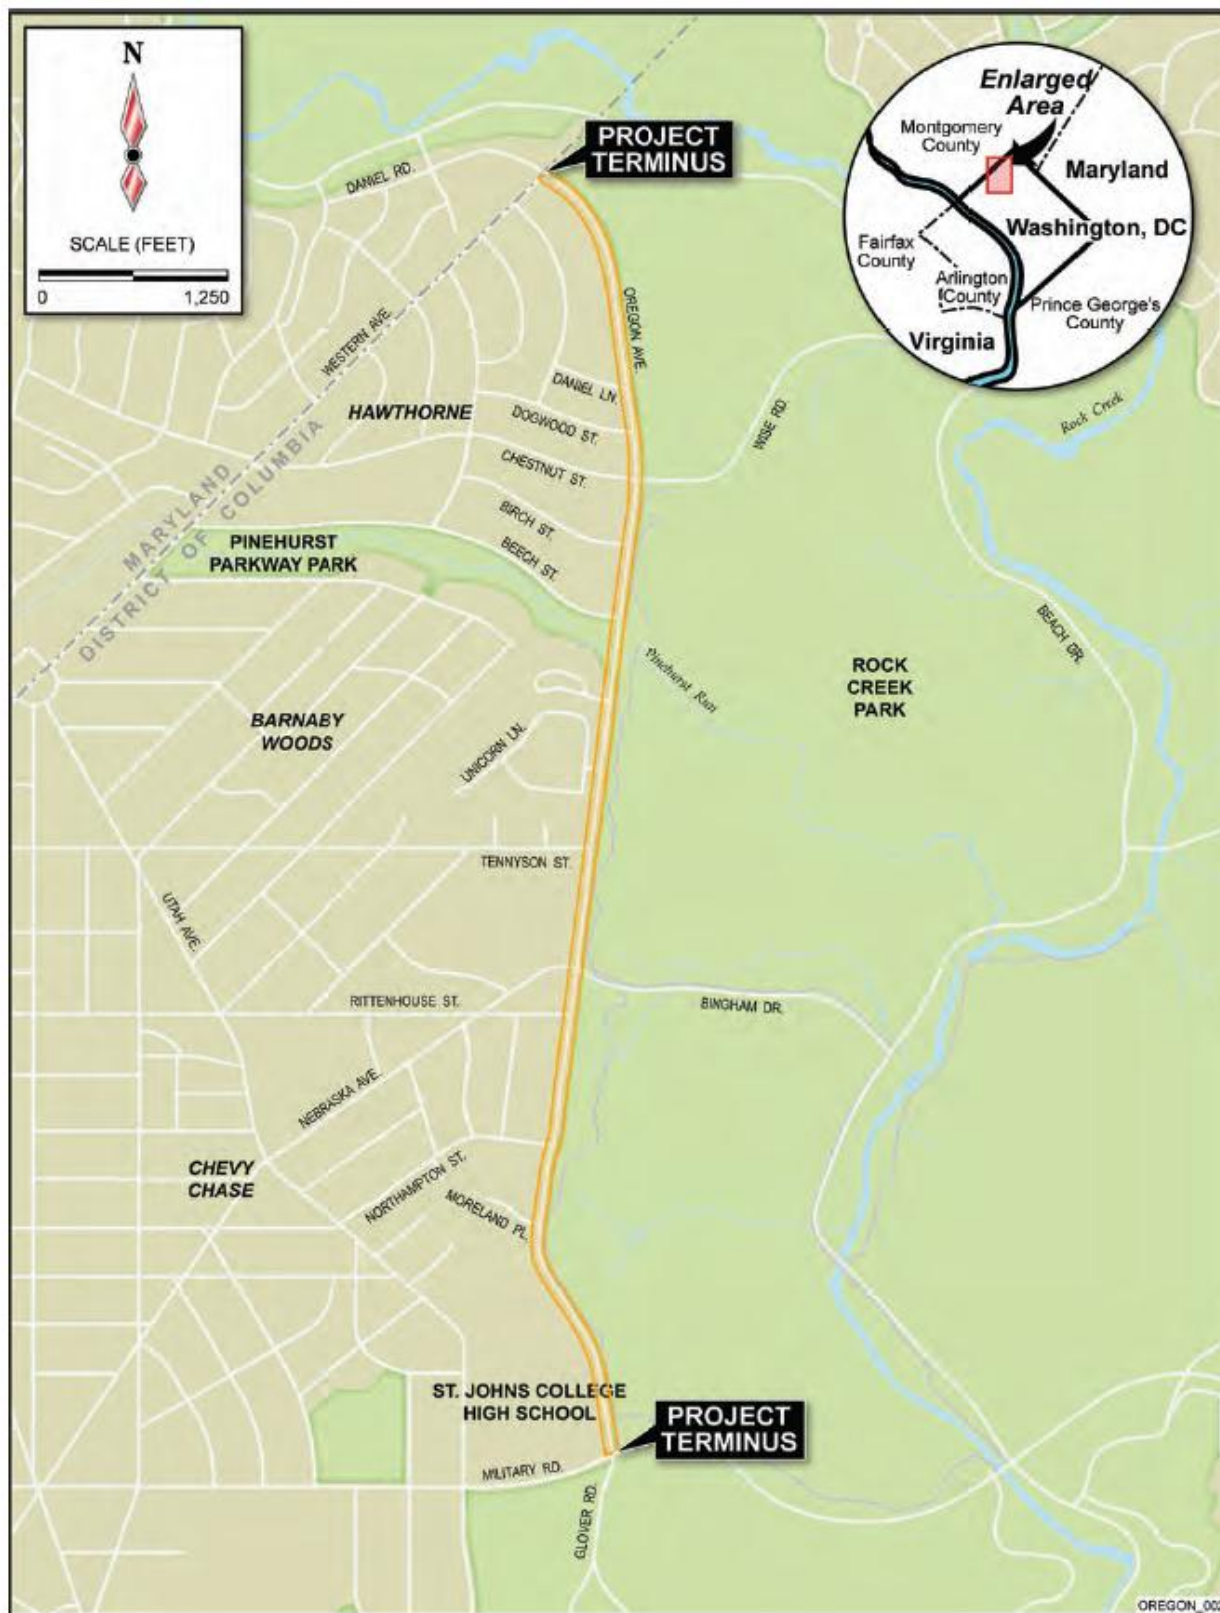 N
SCALE (FEET)
0 1,250
PROJECT
TERMINUS
Enlarged
Area
Montgomery
County
Maryland
Washington, DC
Fairfax
County
Arlington
County
Prince George's
County
Virginia
DANIEL RD.
WESTERN AVE.
OREGON AVE.
HAWTHORNE
DANIEL LN.
DOGWOOD ST.
CHESTNUT ST.
WISE RD.
Rock Creek
MARYLAND
DISTRICT OF COLUMBIA
BIRCH ST.
BEECH ST.
PINEHURST
PARKWAY PARK
BEACH DR.
Pinehurst Run
ROCK
CREEK
PARK
BARNABY
WOODS
UNICORN LN.
TENNYSON ST.
UTAH AVE.
RITTENHOUSE ST.
BINGHAM DR.
NEBRASKA AVE.
CHEVY
CHASE
NORTHAMPTON ST.
MORELAND PL.
ST. JOHNS COLLEGE
HIGH SCHOOL
PROJECT
TERMINUS
MILITARY RD.
GLOVER RD.
OREGON_002